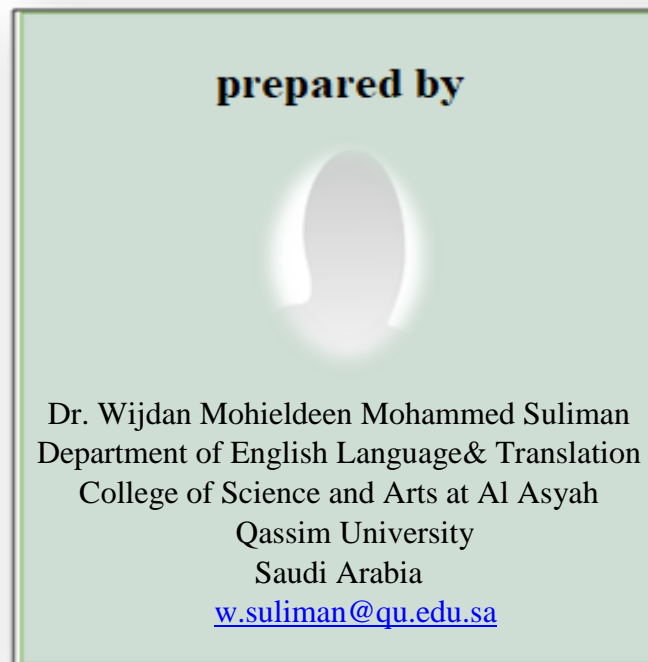 prepared by
Dr. Wijdan Mohieldeen Mohammed Suliman
Department of English Language& Translation
College of Science and Arts at Al Asyah
Qassim University
Saudi Arabia
w.suliman@qu.edu.sa